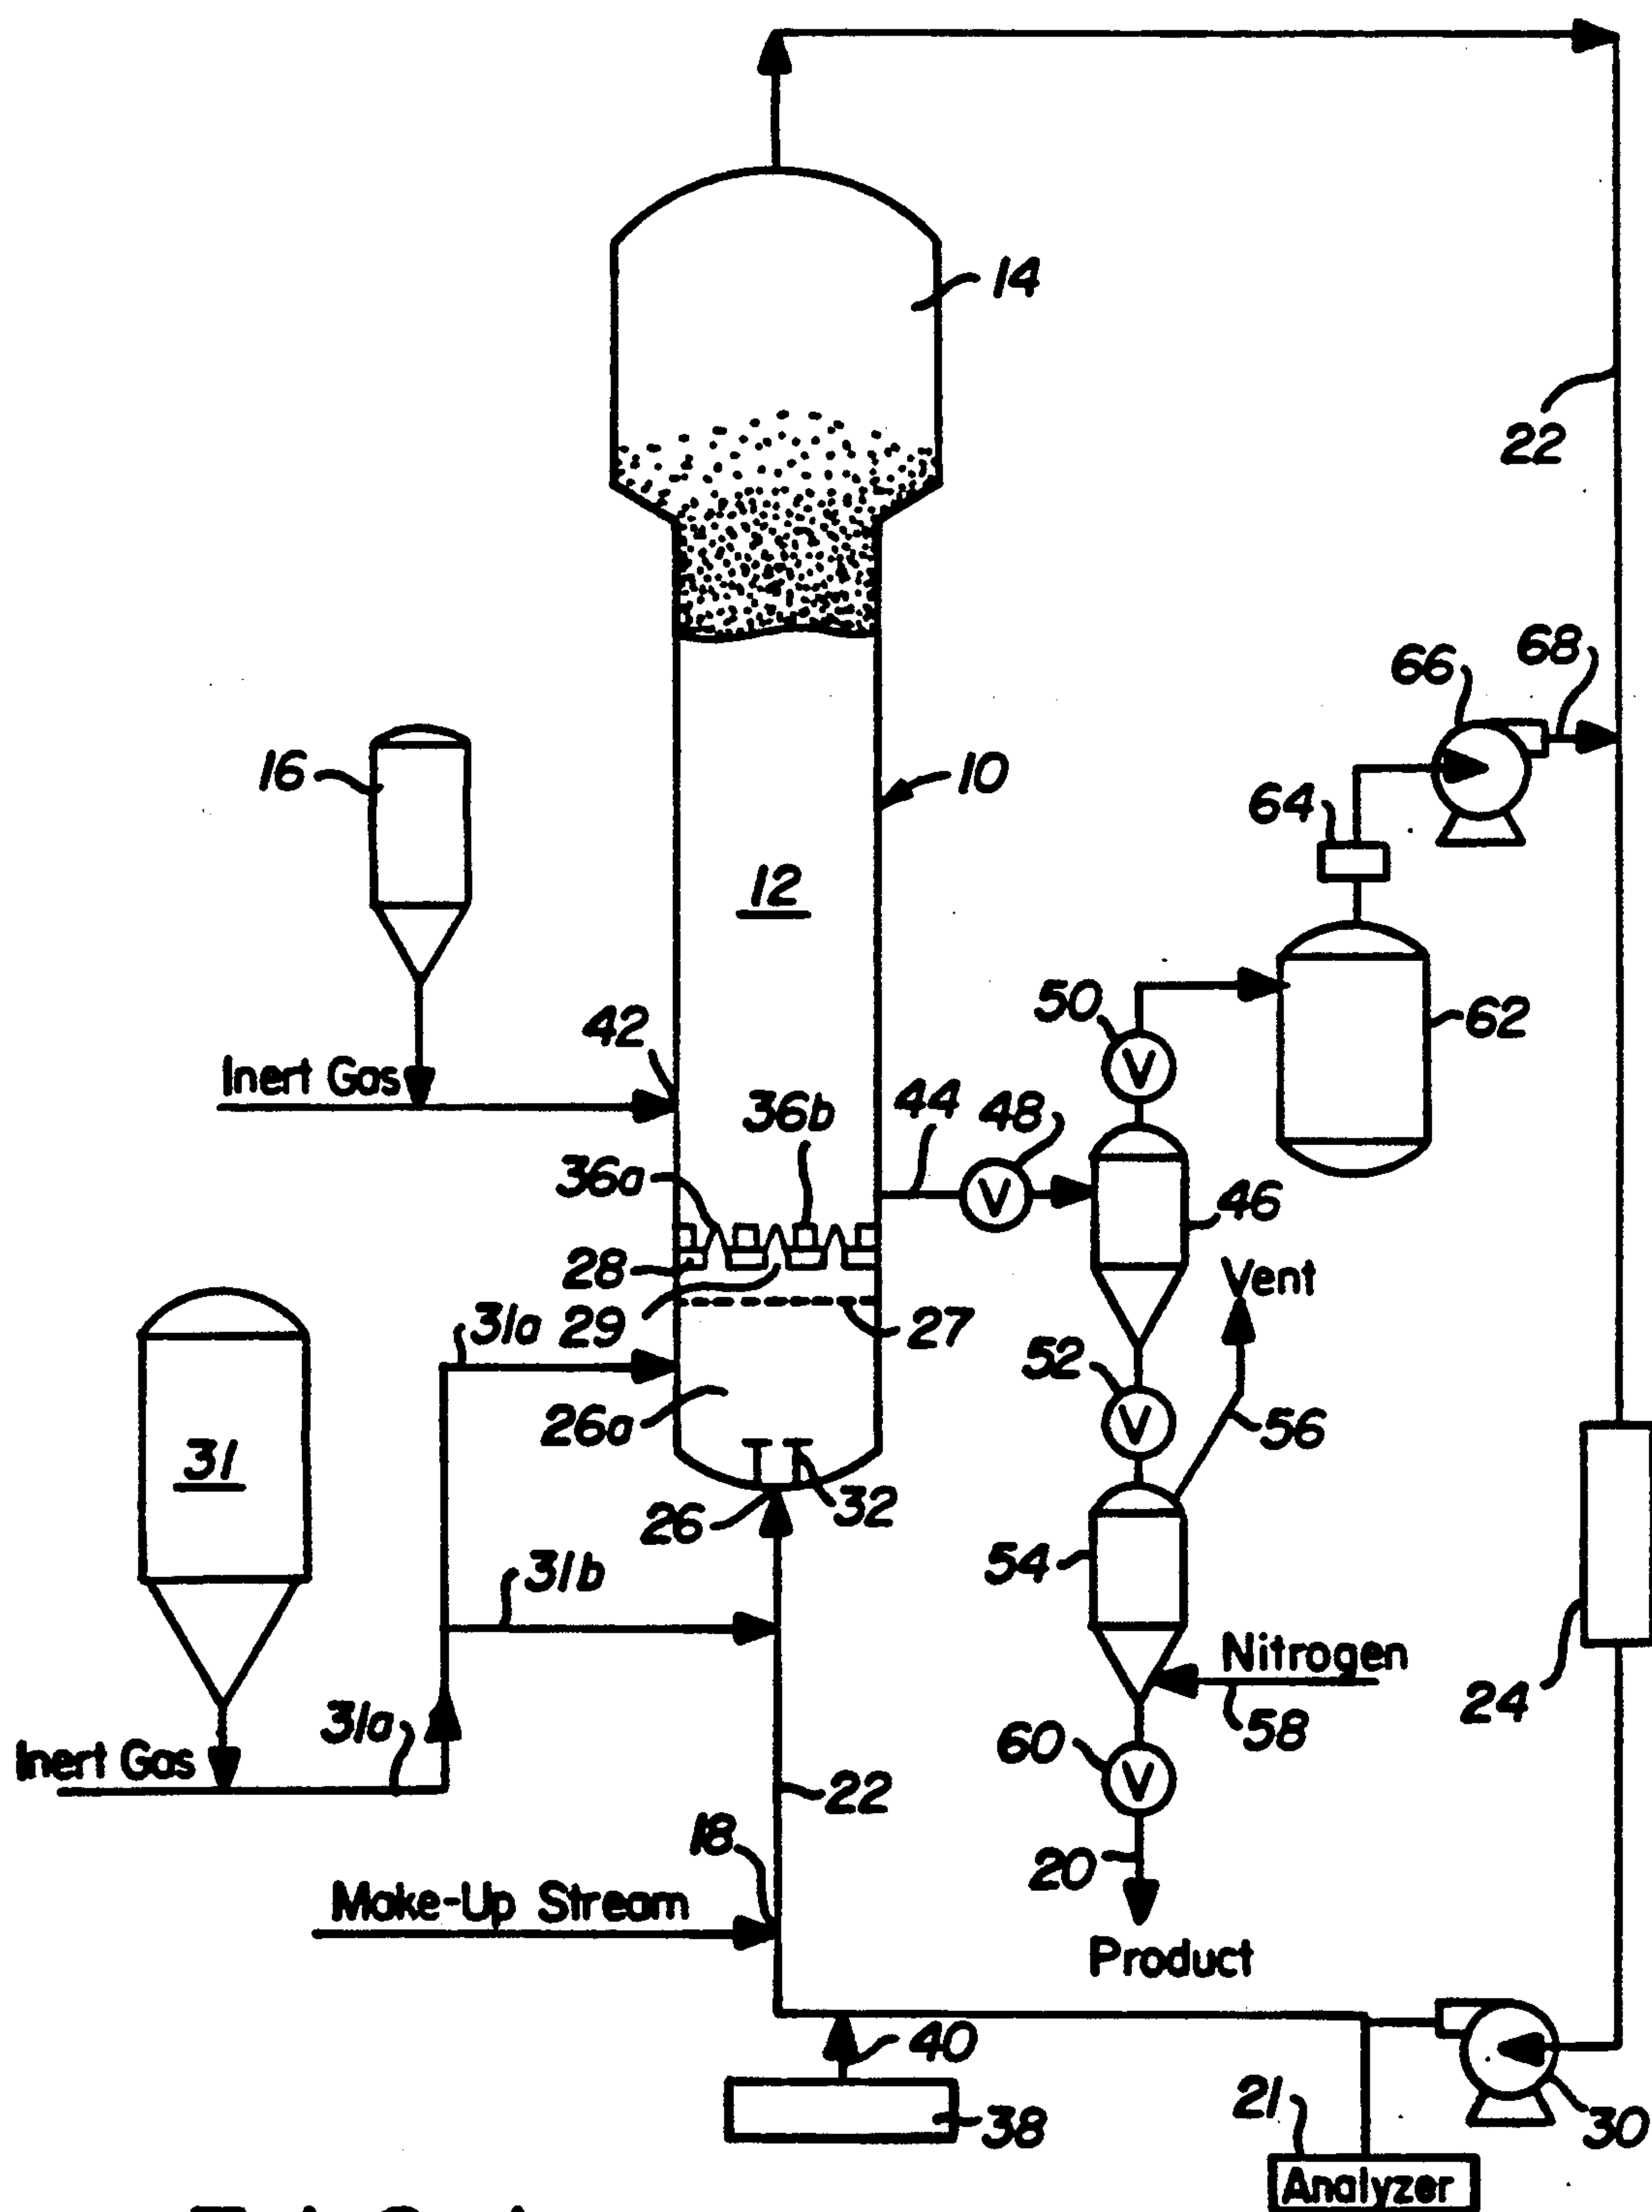 14
22
66
68
16
10
64
12
50
62
42
Inert Gas
36b
44
48
36a
46
28
Vent
31a
29
27
52
26a
56
31
26
32
54
31b
Nitrogen
24
58
31a
60
Inert Gas
22
18
20
Make-Up Stream
Product
40
21
38
30
Analyzer